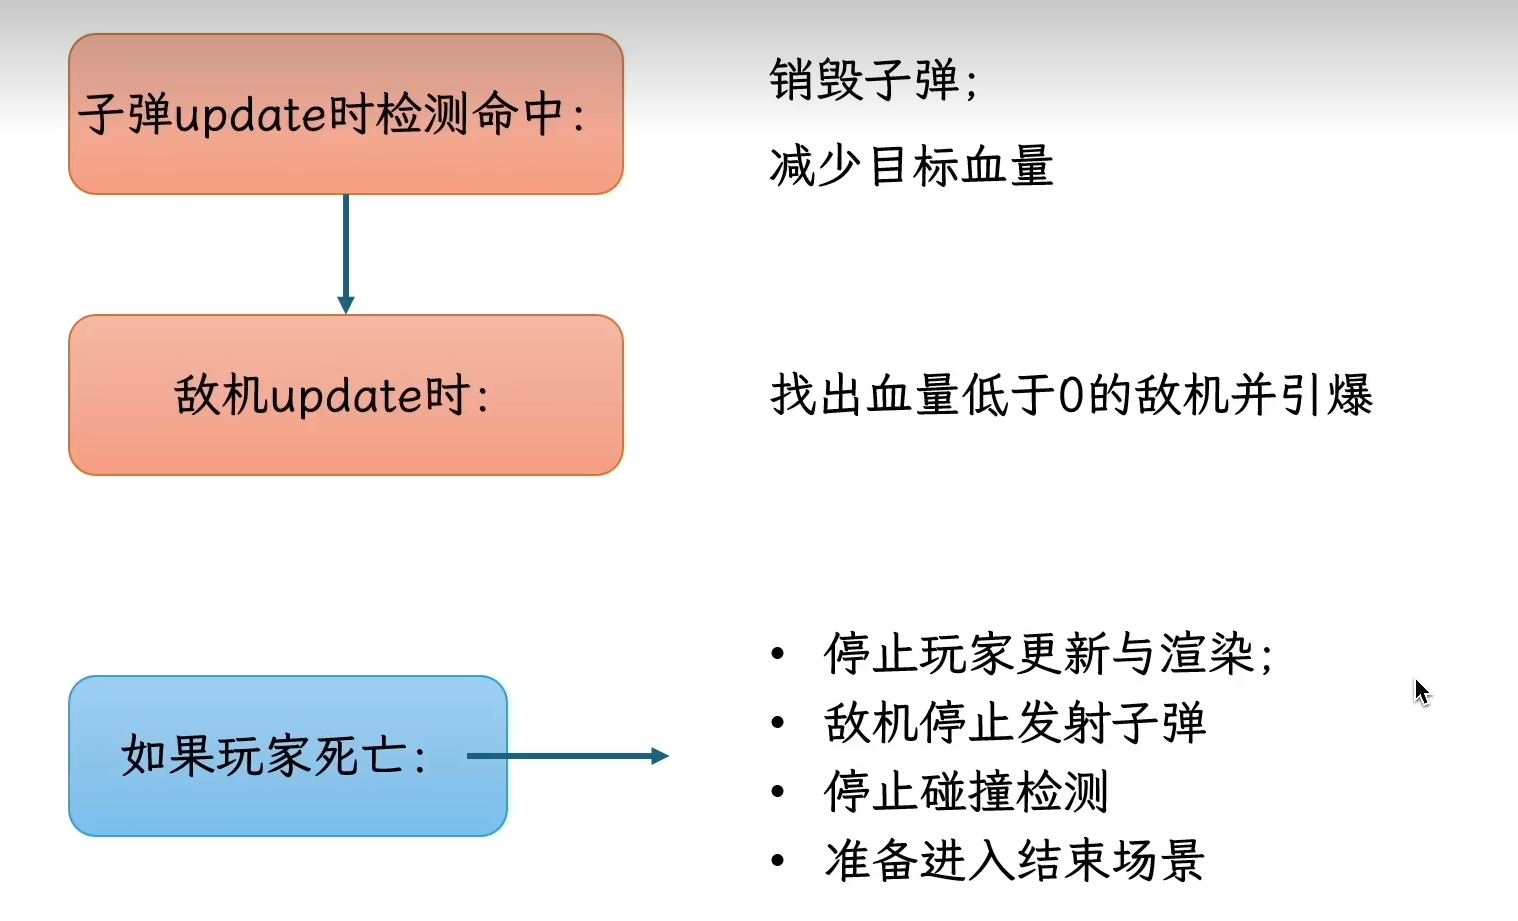 子弹update时检测命中：
销毁子弹；
减少目标血量
敌机update时：
找出血量低于0的敌机并引爆
如果玩家死亡：
• 停止玩家更新与渲染；
• 敌机停止发射子弹
• 停止碰撞检测
• 准备进入结束场景